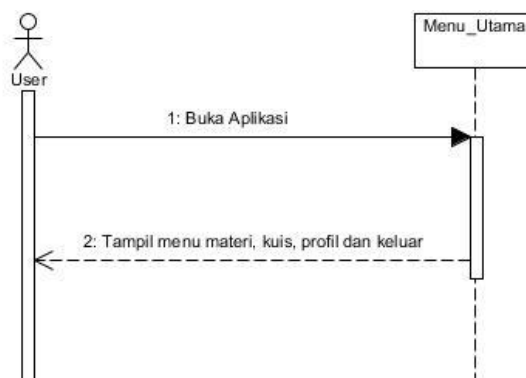 User
Menu_Utama
1: Buka Aplikasi
2: Tampil menu materi, kuis, profil dan keluar